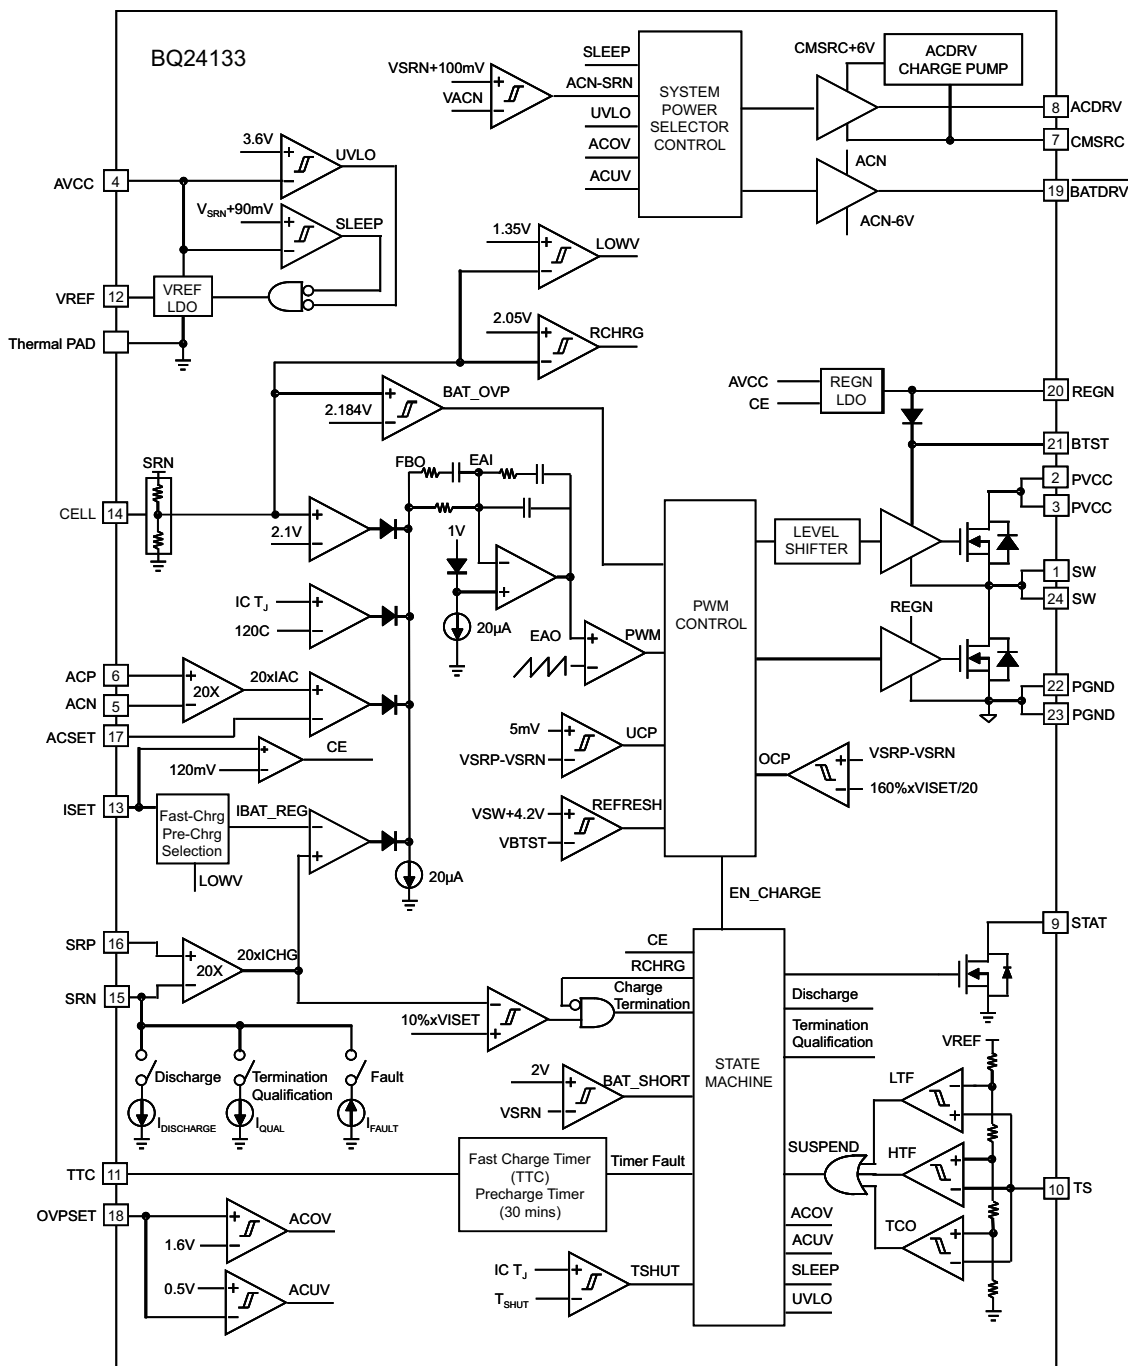 BQ24133
SLEEP
CMSRC+6V
ACDRV
CHARGE PUMP
VSRN+100mV
ACN-SRN
VACN
UVLO
ACOV
ACUV
SYSTEM
POWER
SELECTOR
CONTROL
8 ACDRV
7 CMSRC
ACN
19 BATDRV
ACN-6V
3.6V
UVLO
AVCC 4
VSRN+90mV
SLEEP
VREF 12
VREF
LDO
Thermal PAD
1.35V
LOWV
2.05V
RCHRG
BAT_OVP
2.184V
AVCC
CE
REGN
LDO
20 REGN
21 BTST
2 PVCC
3 PVCC
SRN
CELL 14
2.1V
FBO
EAI
1V
20µA
LEVEL
SHIFTER
1 SW
24 SW
IC TJ
120C
EAO
PWM
PWM
CONTROL
REGN
22 PGND
23 PGND
ACP 6
ACN 5
20X
20xIAC
ACSET 17
CE
120mV
5mV
UCP
VSRP-VSRN
OCP
VSRP-VSRN
160%xVISET/20
ISET 13
Fast-Chrg
Pre-Chrg
Selection
IBAT_REG
LOWV
VSW+4.2V
REFRESH
VBTST
20µA
EN_CHARGE
9 STAT
SRP 16
SRN 15
20X
20xICHG
CE
RCHRG
Charge
Termination
10%xVISET
Discharge
Termination
Qualification
STATE
MACHINE
VREF
Discharge
Termination
Qualification
Fault
IDISCHARGE
IQUAL
IFAULT
2V
BAT_SHORT
VSRN
LTF
HTF
TCO
SUSPEND
10 TS
TTC 11
Fast Charge Timer
(TTC)
Precharge Timer
(30 mins)
Timer Fault
OVPSET 18
ACOV
1.6V
0.5V
ACUV
IC TJ
TSHUT
TSHUT
ACOV
ACUV
SLEEP
UVLO